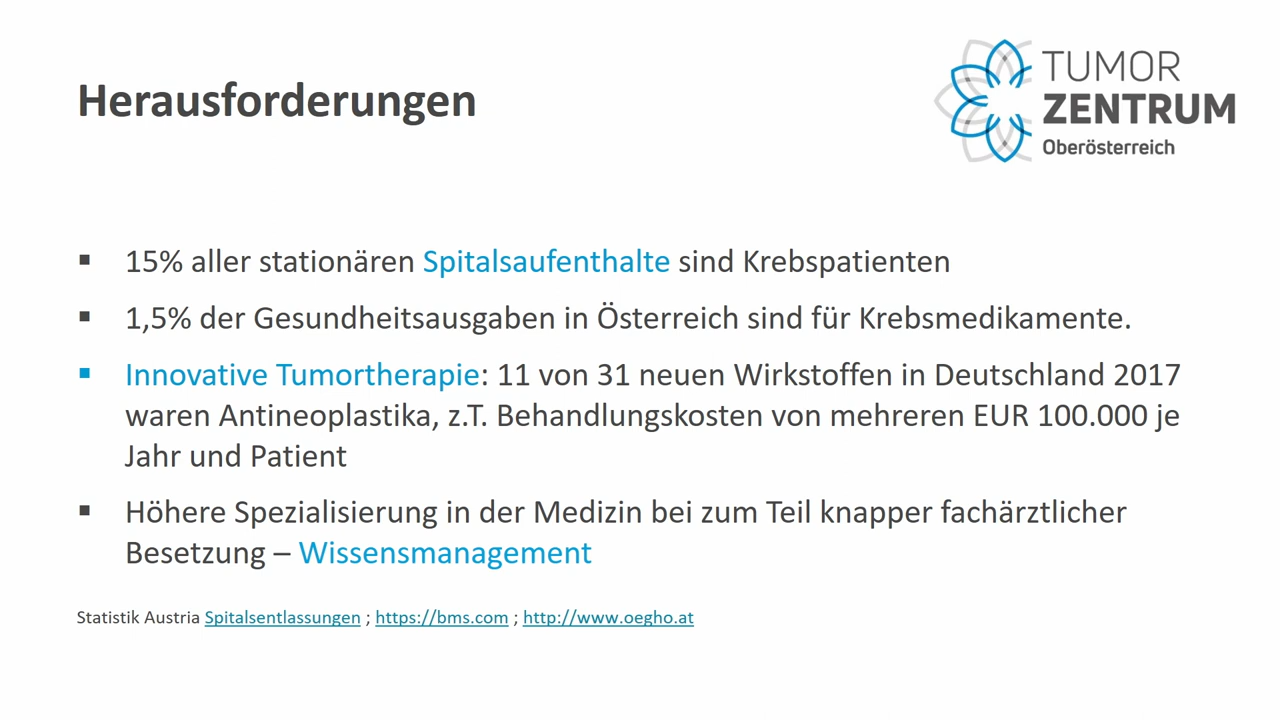 Herausforderungen
TUMOR
ZENTRUM
Oberösterreich
▪ 15% aller stationären Spitalsaufenthalte sind Krebspatienten
▪ 1,5% der Gesundheitsausgaben in Österreich sind für Krebsmedikamente.
▪ Innovative Tumortherapie: 11 von 31 neuen Wirkstoffen in Deutschland 2017
waren Antineoplastika, z.T. Behandlungskosten von mehreren EUR 100.000 je
Jahr und Patient
▪ Höhere Spezialisierung in der Medizin bei zum Teil knapper fachärztlicher
Besetzung – Wissensmanagement
Statistik Austria Spitalsentlassungen ; https://bms.com ; http://www.oegho.at